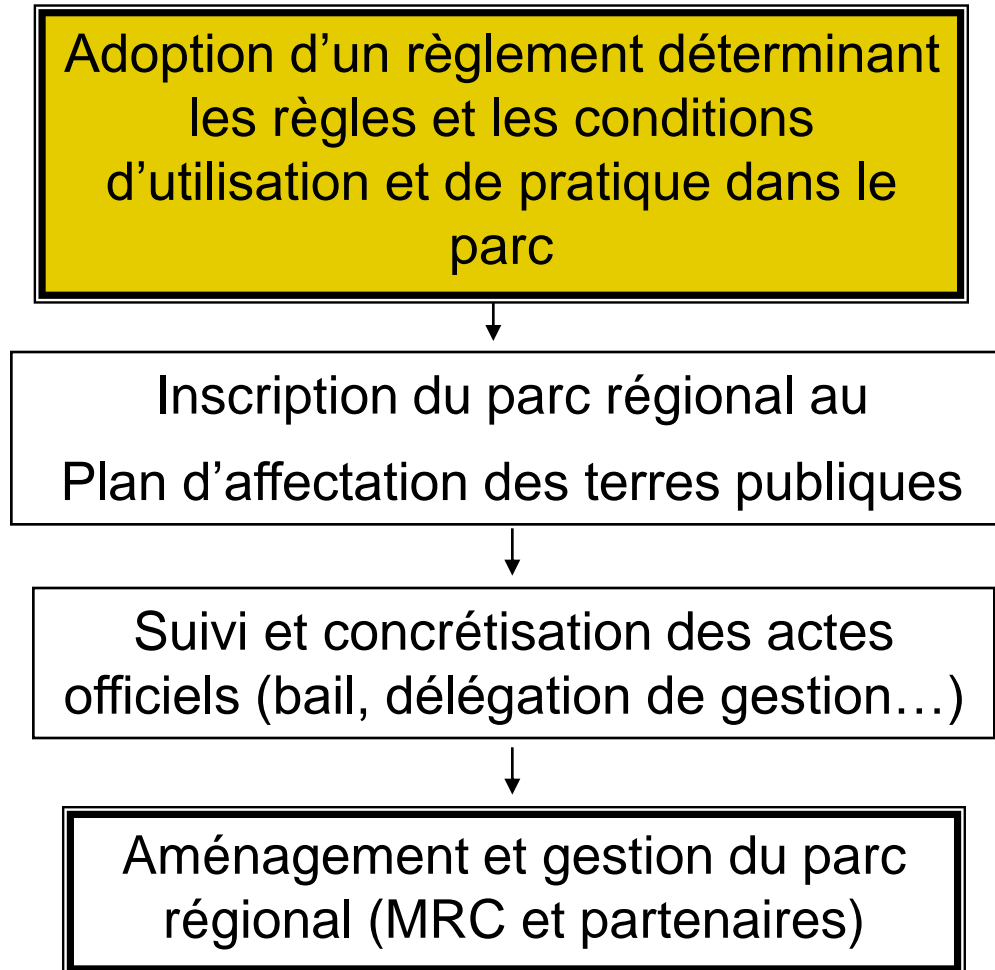 Adoption d’un règlement déterminant
les règles et les conditions
d’utilisation et de pratique dans le
parc
Inscription du parc régional au
Plan d’affectation des terres publiques
Suivi et concrétisation des actes
officiels (bail, délégation de gestion…)
Aménagement et gestion du parc
régional (MRC et partenaires)